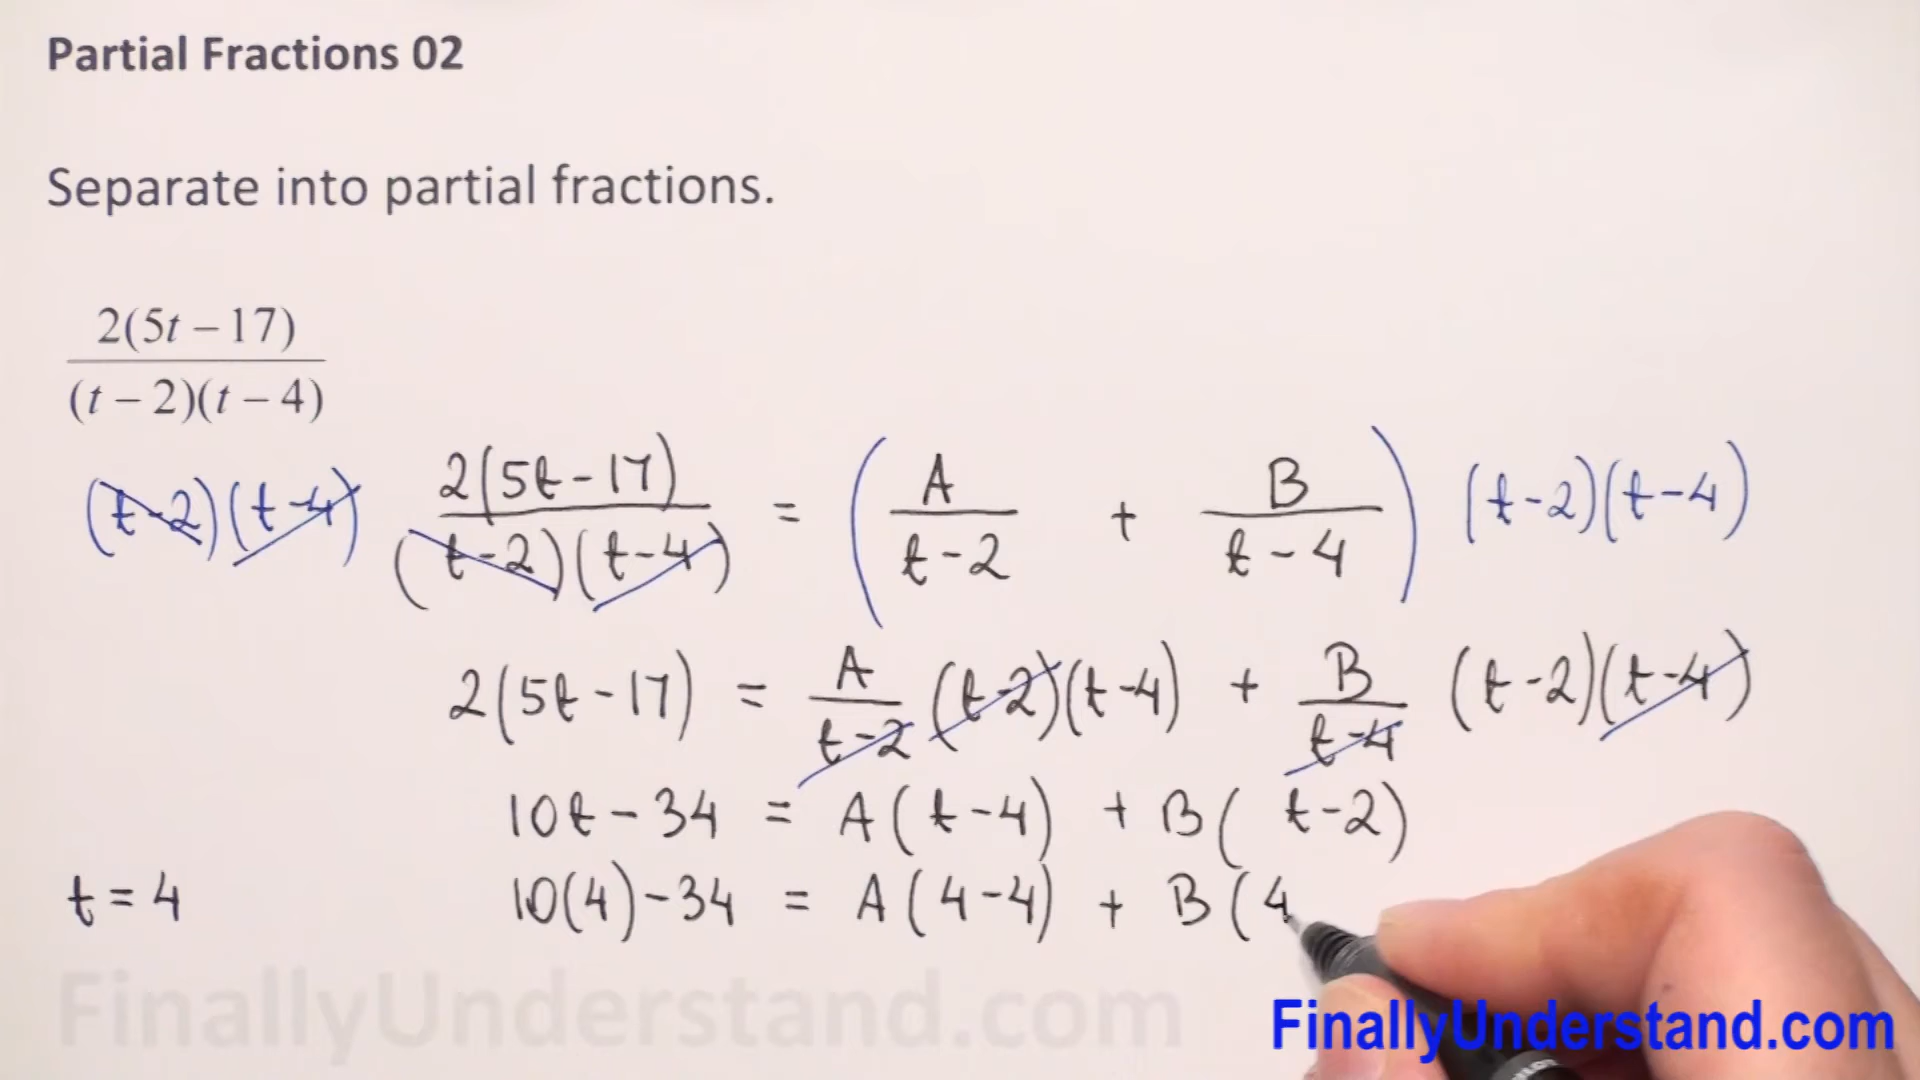 Partial Fractions 02
Separate into partial fractions.
2(5t – 17)
(t – 2)(t – 4)
(t-2)(t-4) 2(5t-17) / (t-2)(t-4) = ( A / t-2 + B / t-4 ) (t-2)(t-4)
2(5t-17) = A / t-2 (t-2)(t-4) + B / t-4 (t-2)(t-4)
10t-34 = A(t-4) + B( t-2)
t=4 10(4)-34 = A(4-4) + B(4
FinallyUnderstand.com
FinallyUnderstand.com